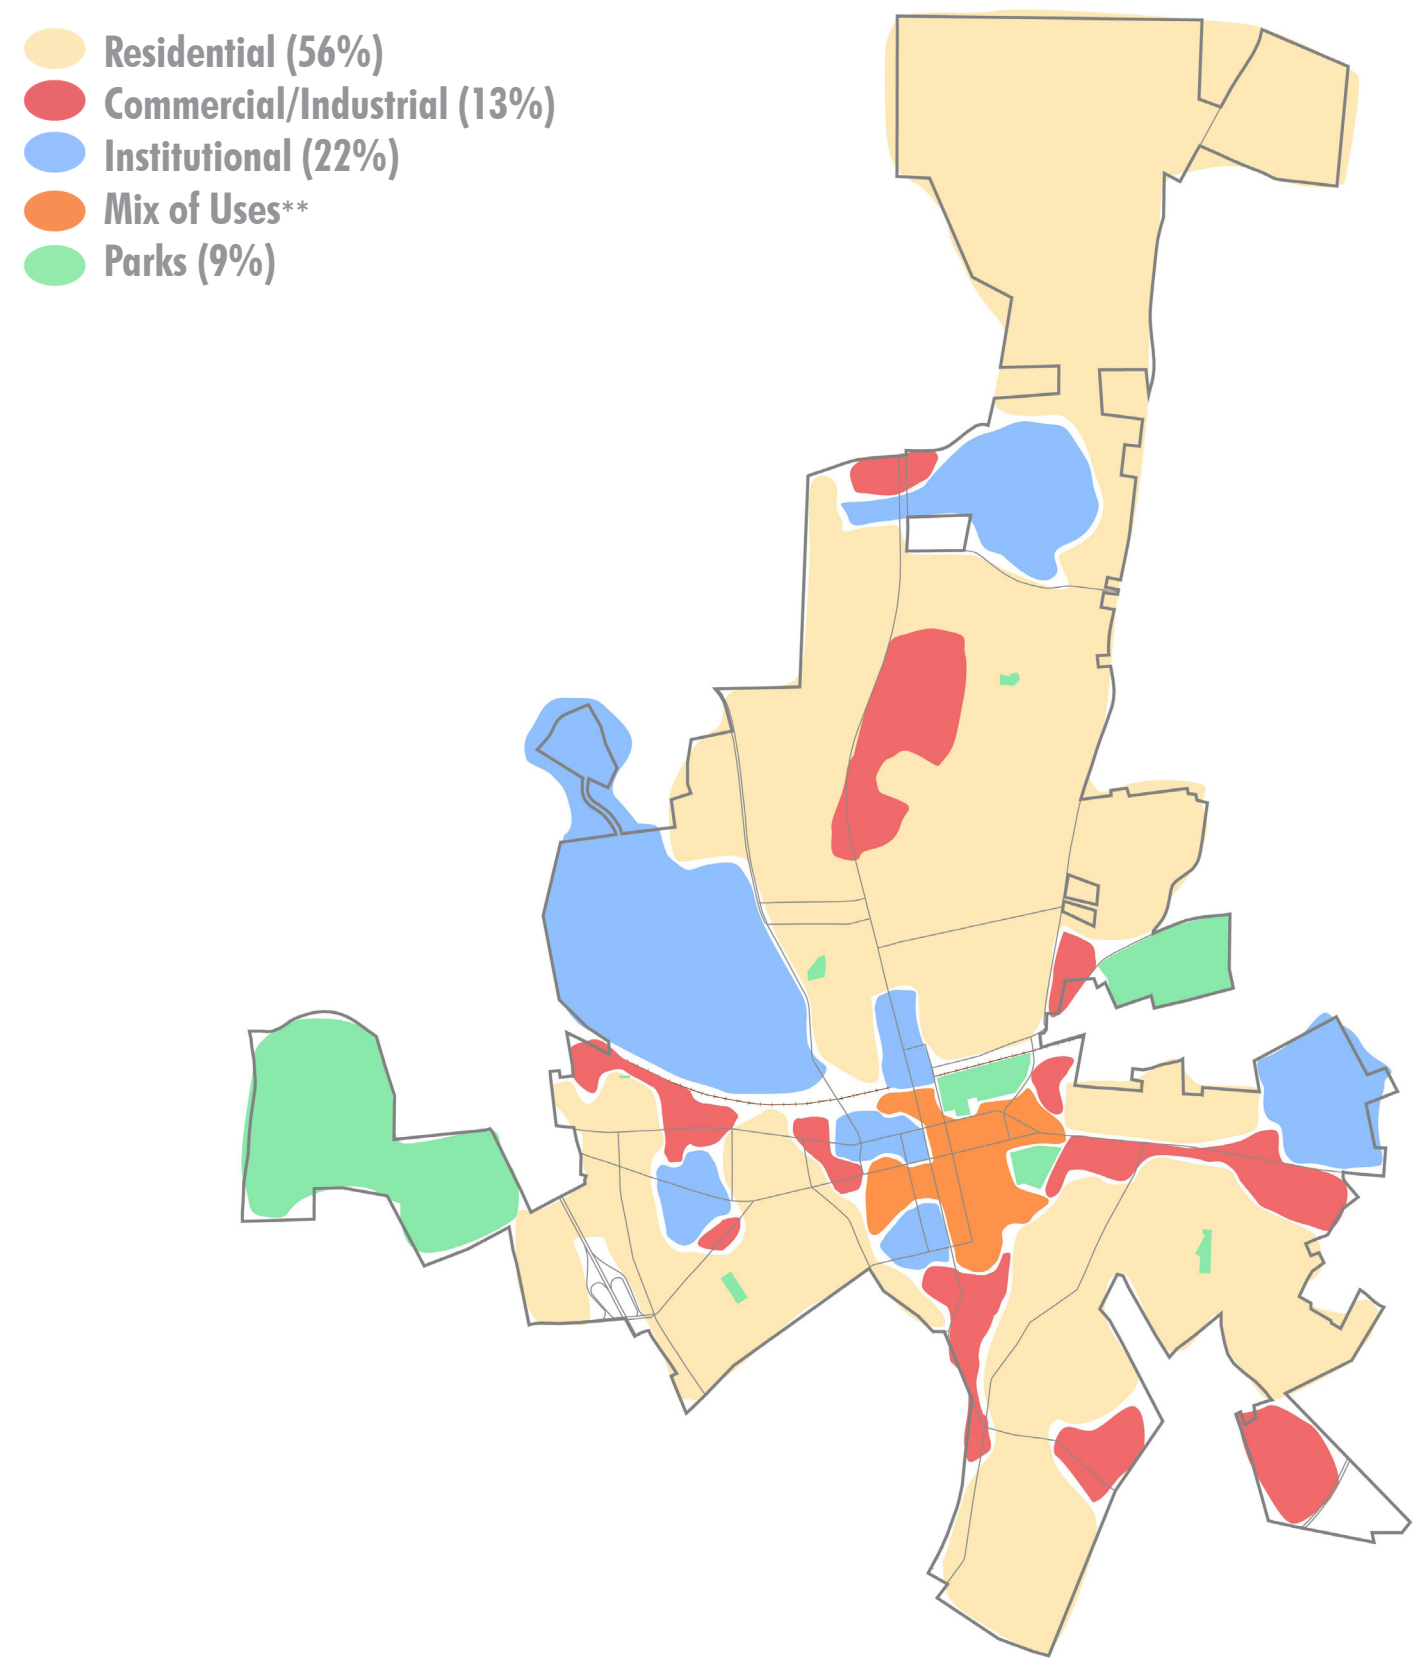 Residential (56%)
Commercial/Industrial (13%)
Institutional (22%)
Mix of Uses**
Parks (9%)